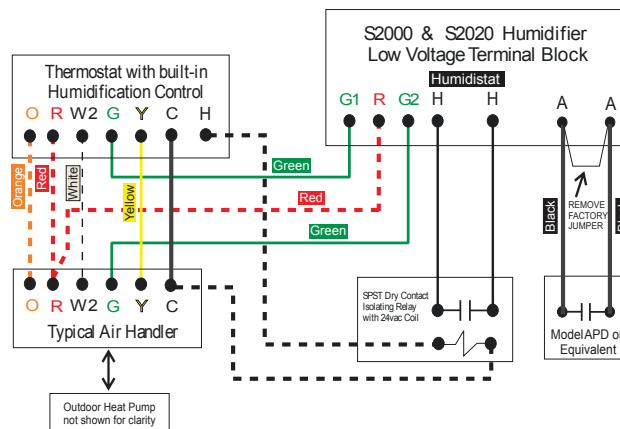 S2000 & S2020 Humidifier
Low Voltage Terminal Block
Humidistat
G1 R G2 H H A A
Thermostat with built-in
Humidification Control
O R W2 G Y C H
Orange
Red
White
Yellow
Green
Red
Green
Black
REMOVE
FACTORY
JUMPER
O R W2 G Y C
Typical Air Handler
SPST Dry Contact
Isolating Relay
with 24vac Coil
Model APD or
Equivalent
Outdoor Heat Pump
not shown for clarity